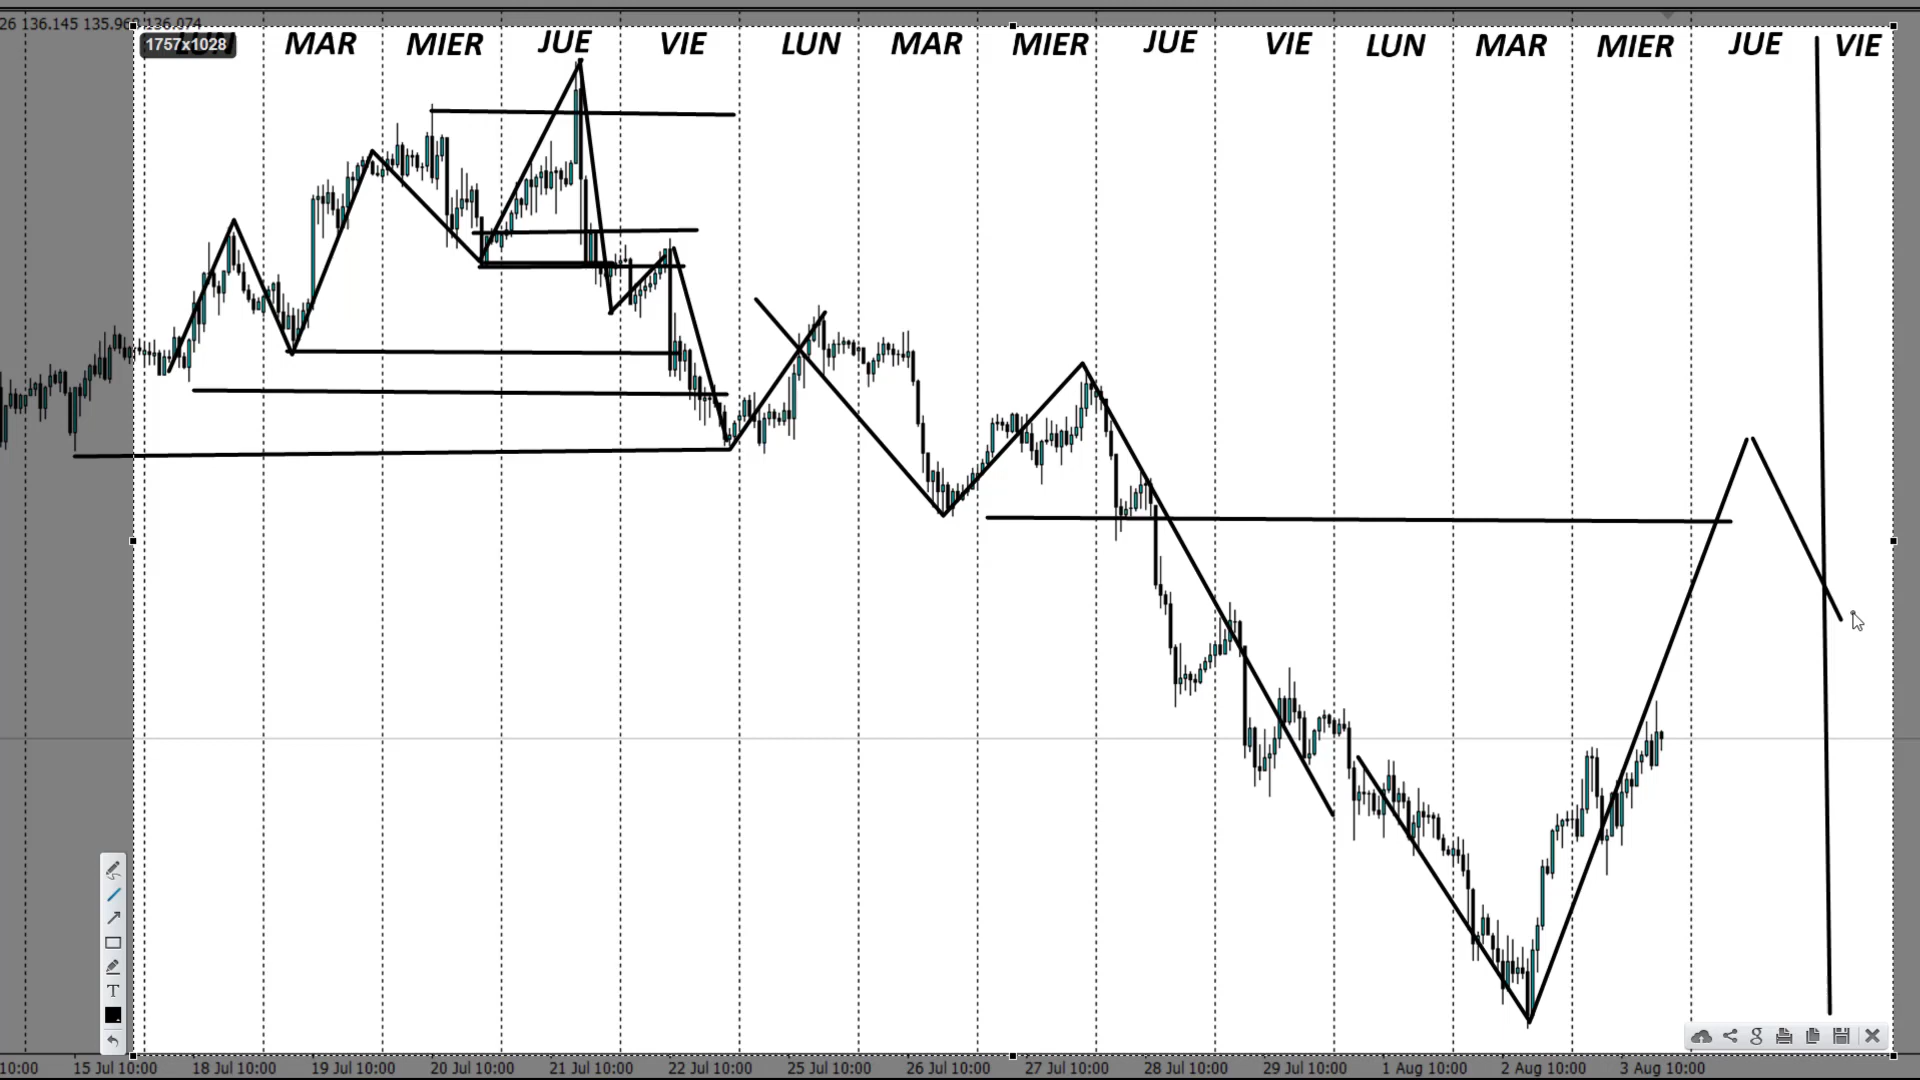 26 136.145 135.960 136.074
1757x1028
LUN MAR MIER JUE VIE LUN MAR MIER JUE VIE LUN MAR MIER JUE VIE
T
g
10:00 15 Jul 10:00 18 Jul 10:00 19 Jul 10:00 20 Jul 10:00 21 Jul 10:00 22 Jul 10:00 25 Jul 10:00 26 Jul 10:00 27 Jul 10:00 28 Jul 10:00 29 Jul 10:00 1 Aug 10:00 2 Aug 10:00 3 Aug 10:00